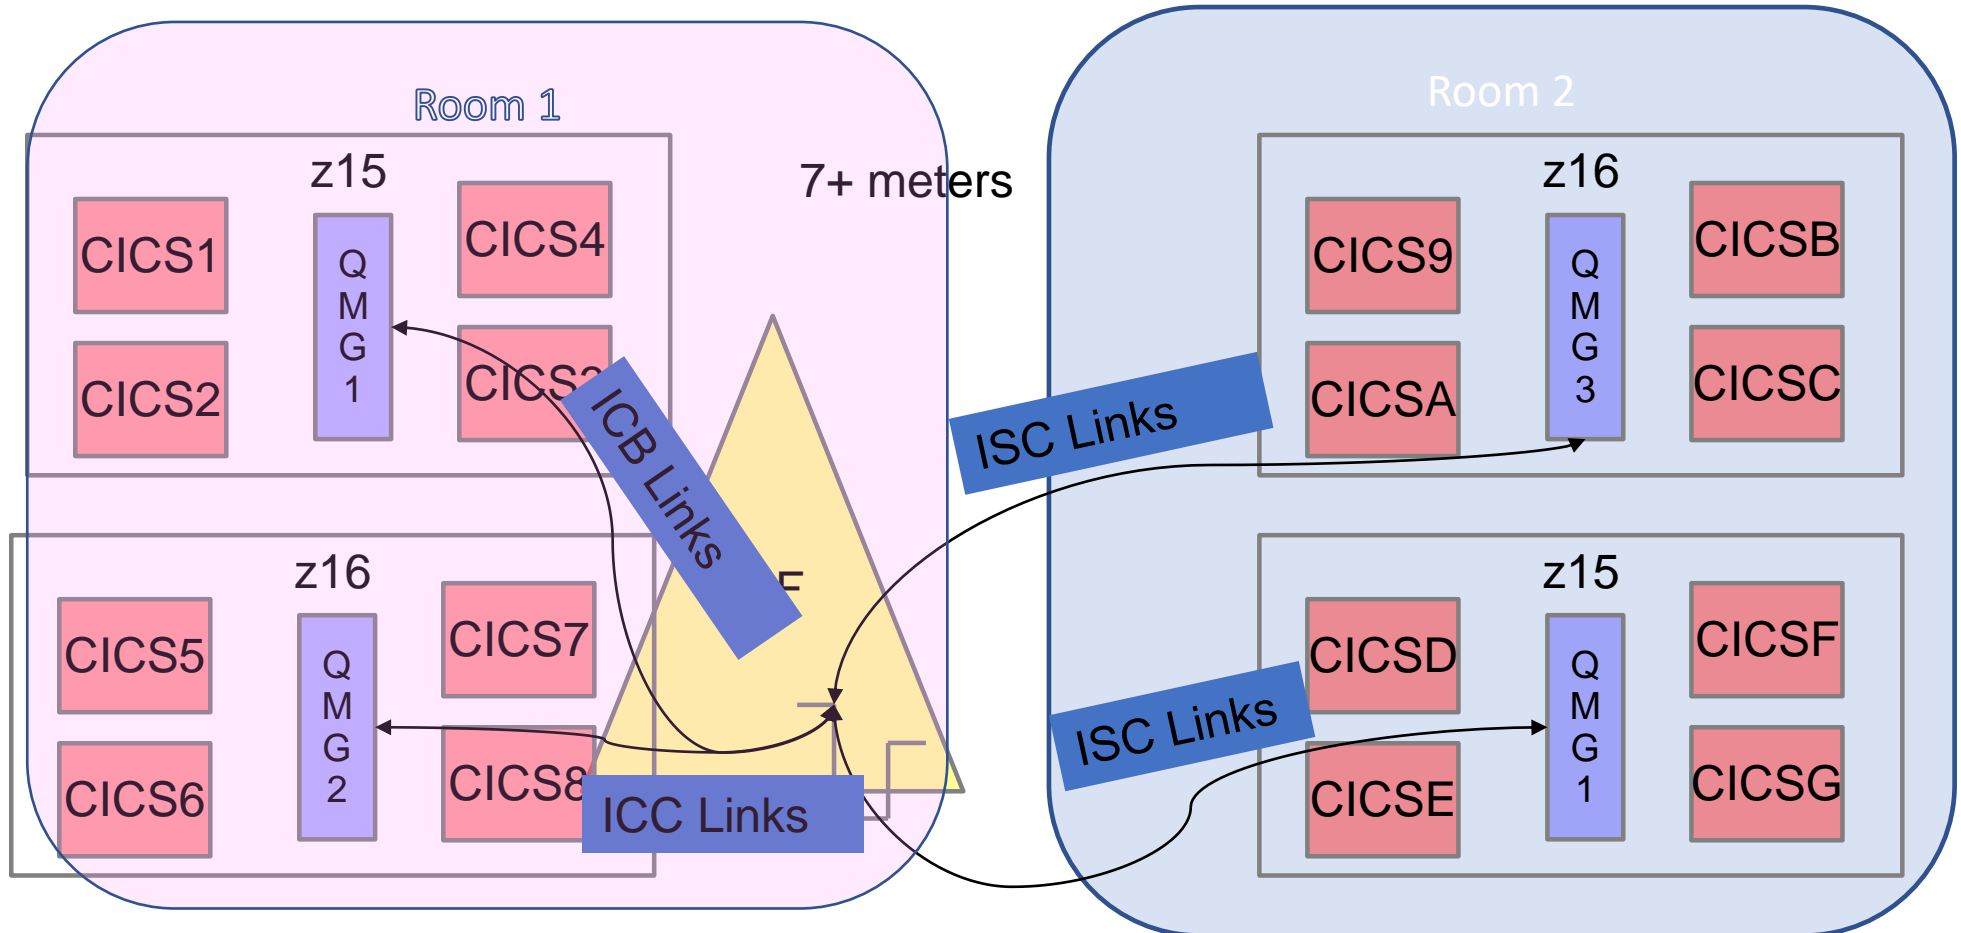 Room 1
z15
CICS1
CICS2
Q
M
G
1
CICS4
CICS3
7+ meters
ICB Links
z16
CICS5
CICS6
Q
M
G
2
CICS7
CICS8
ICC Links
Room 2
z16
CICS9
CICSA
Q
M
G
3
CICSB
CICSC
ISC Links
z15
CICSD
CICSE
Q
M
G
1
CICSF
CICSG
ISC Links